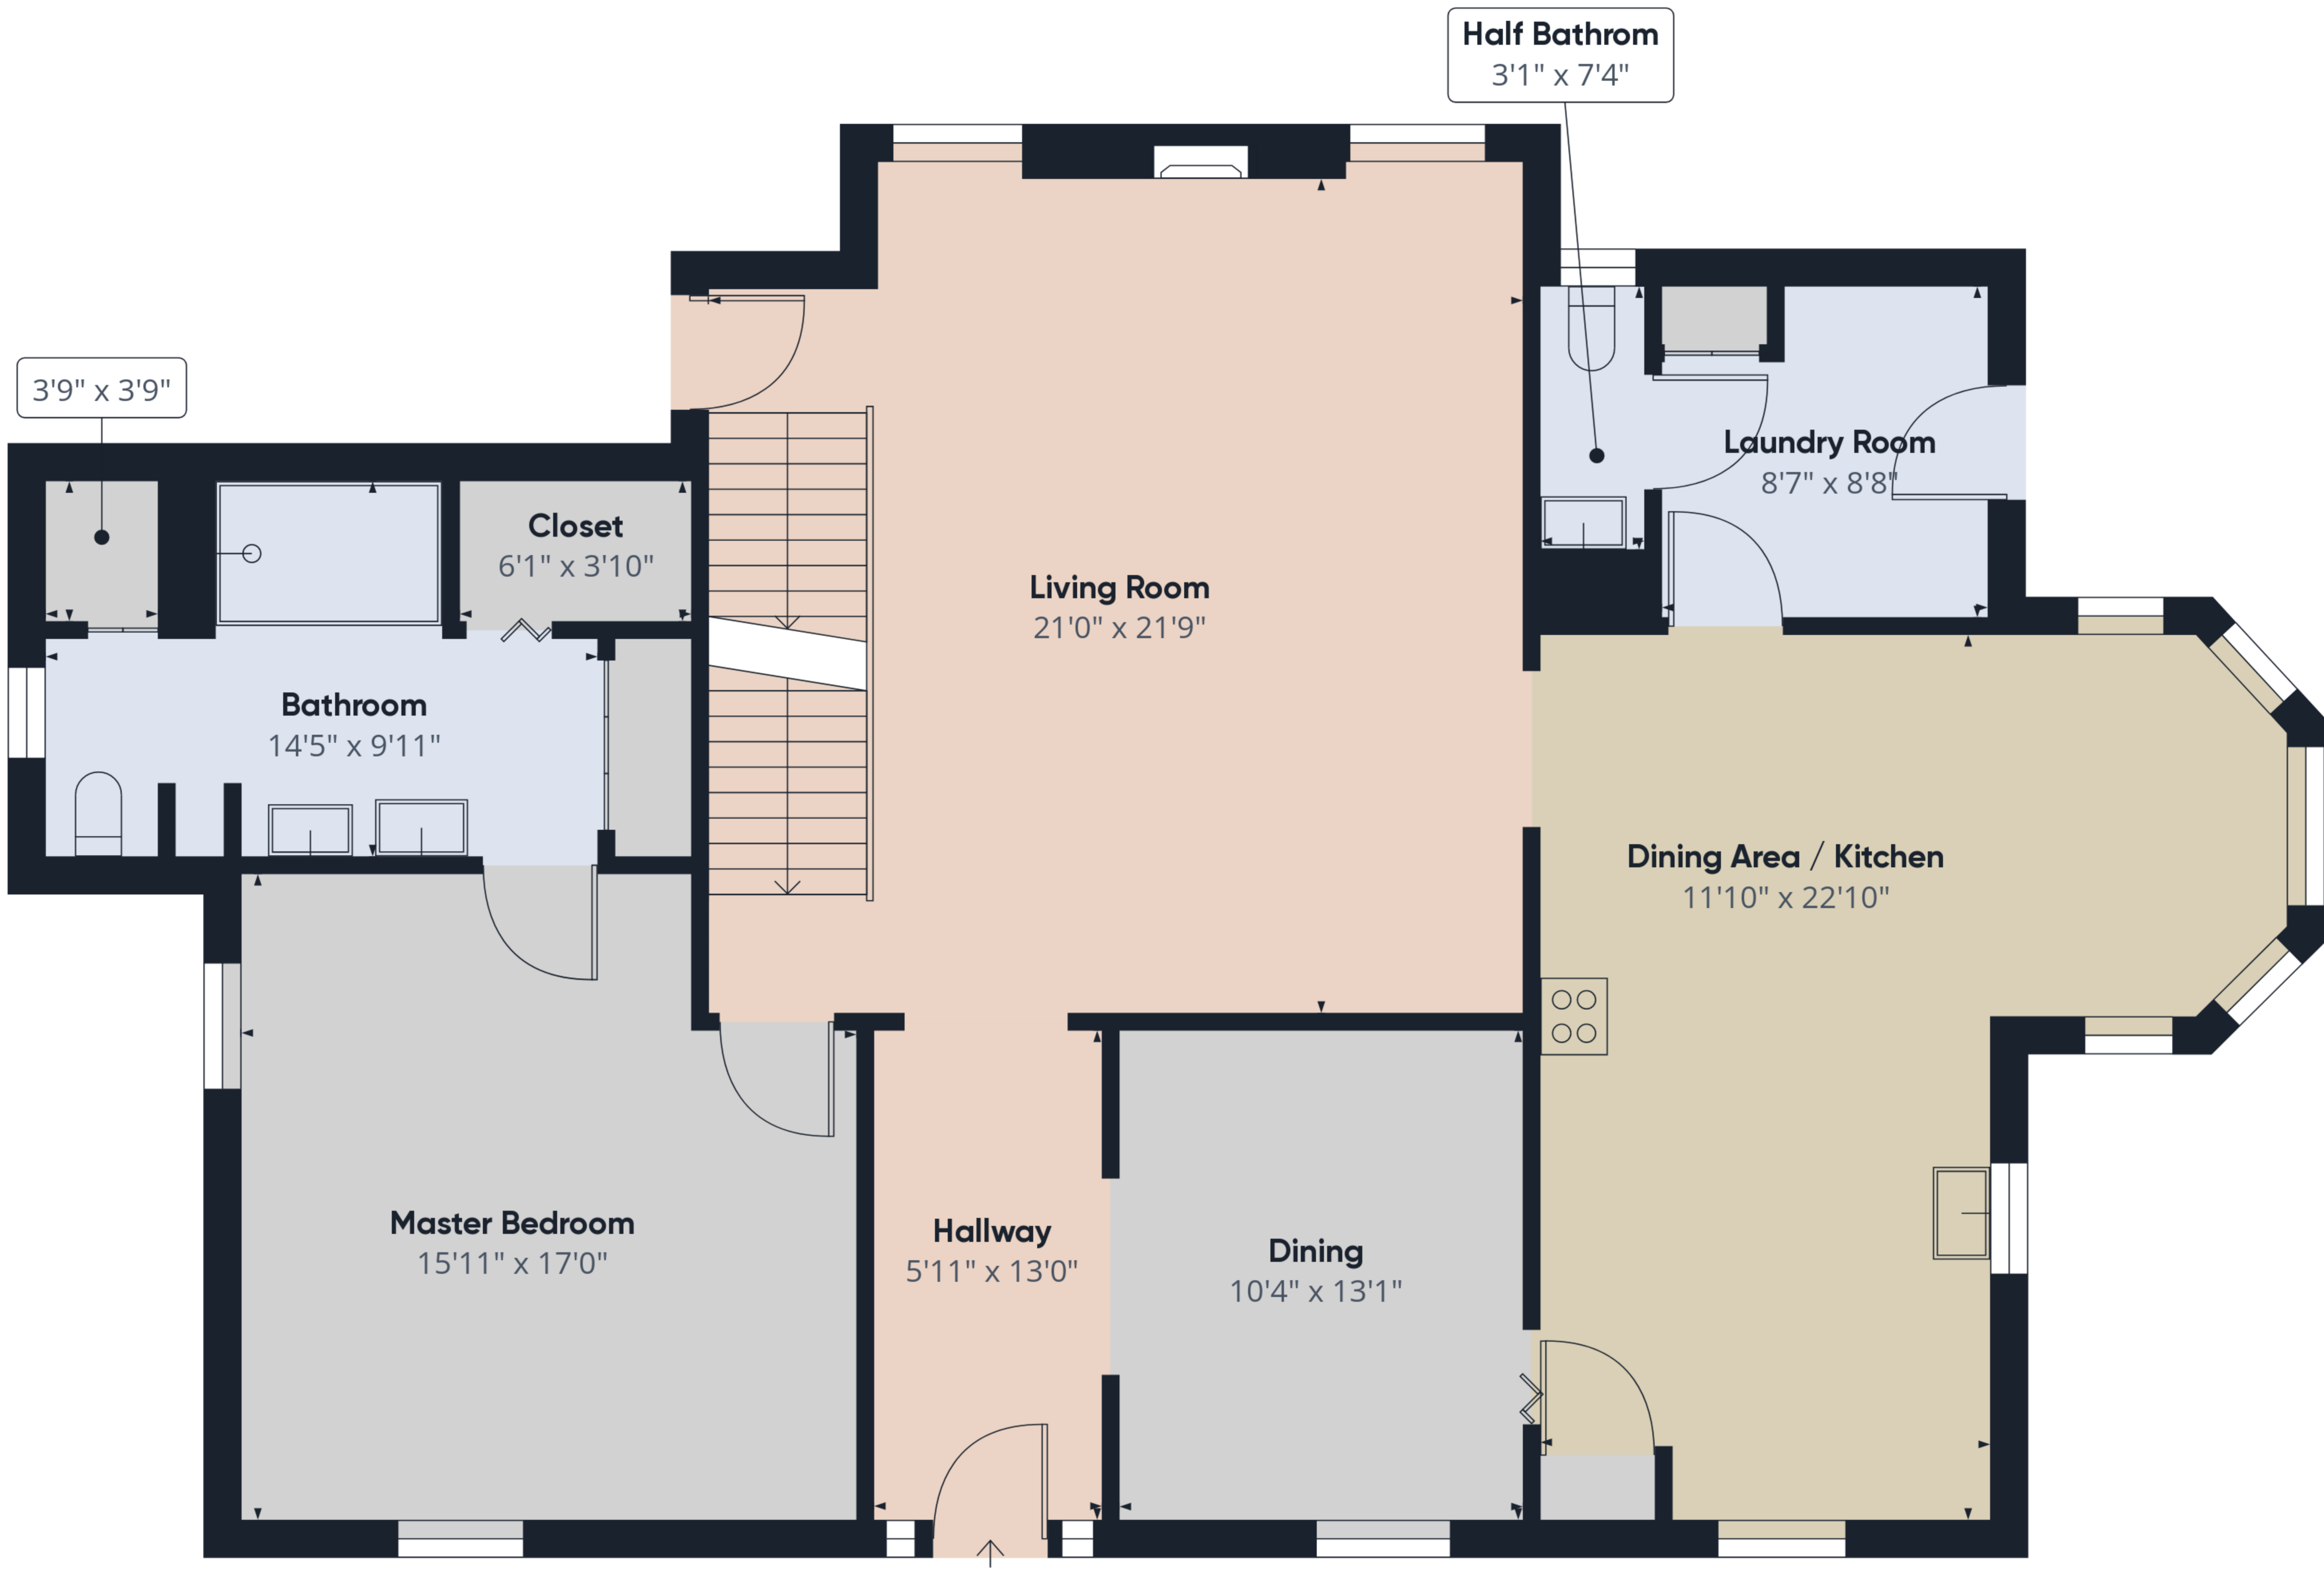 Half Bathrom
3'1" x 7'4"
3'9" x 3'9"
Laundry Room
8'7" x 8'8"
Closet
6'1" x 3'10"
Living Room
21'0" x 21'9"
Bathroom
14'5" x 9'11"
Dining Area / Kitchen
11'10" x 22'10"
Master Bedroom
15'11" x 17'0"
Hallway
5'11" x 13'0"
Dining
10'4" x 13'1"